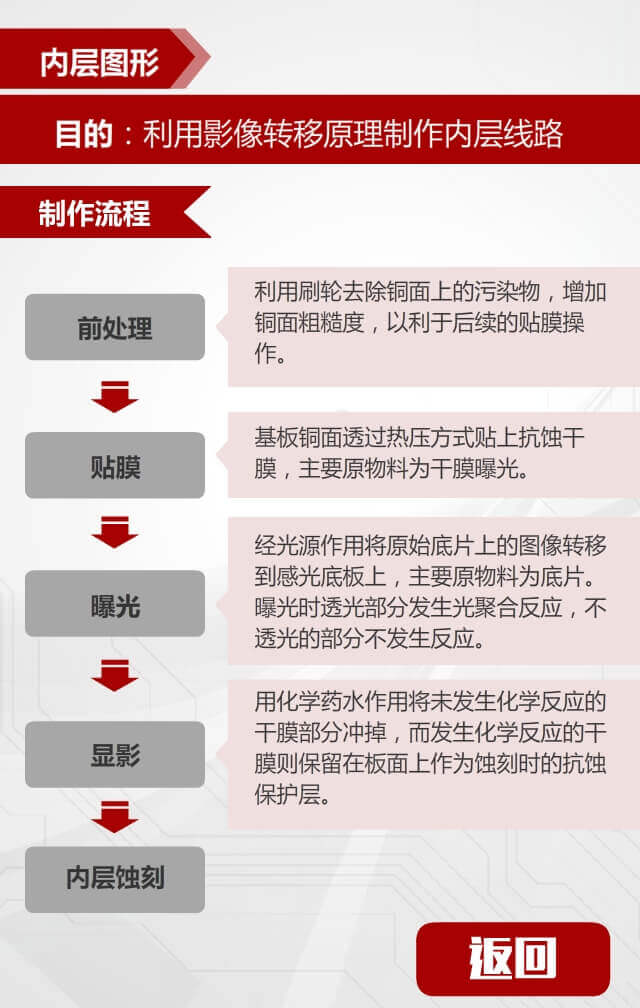 内层图形
目的：利用影像转移原理制作内层线路
制作流程
前处理
利用刷轮去除铜面上的污染物，增加
铜面粗糙度，以利于后续的贴膜操
作。
贴膜
基板铜面透过热压方式贴上抗蚀干
膜，主要原物料为干膜曝光。
曝光
经光源作用将原始底片上的图像转移
到感光底板上，主要原物料为底片。
曝光时透光部分发生光聚合反应，不
透光的部分不发生反应。
显影
用化学药水作用将未发生化学反应的
干膜部分冲掉，而发生化学反应的干
膜则保留在板面上作为蚀刻时的抗蚀
保护层。
内层蚀刻
返回